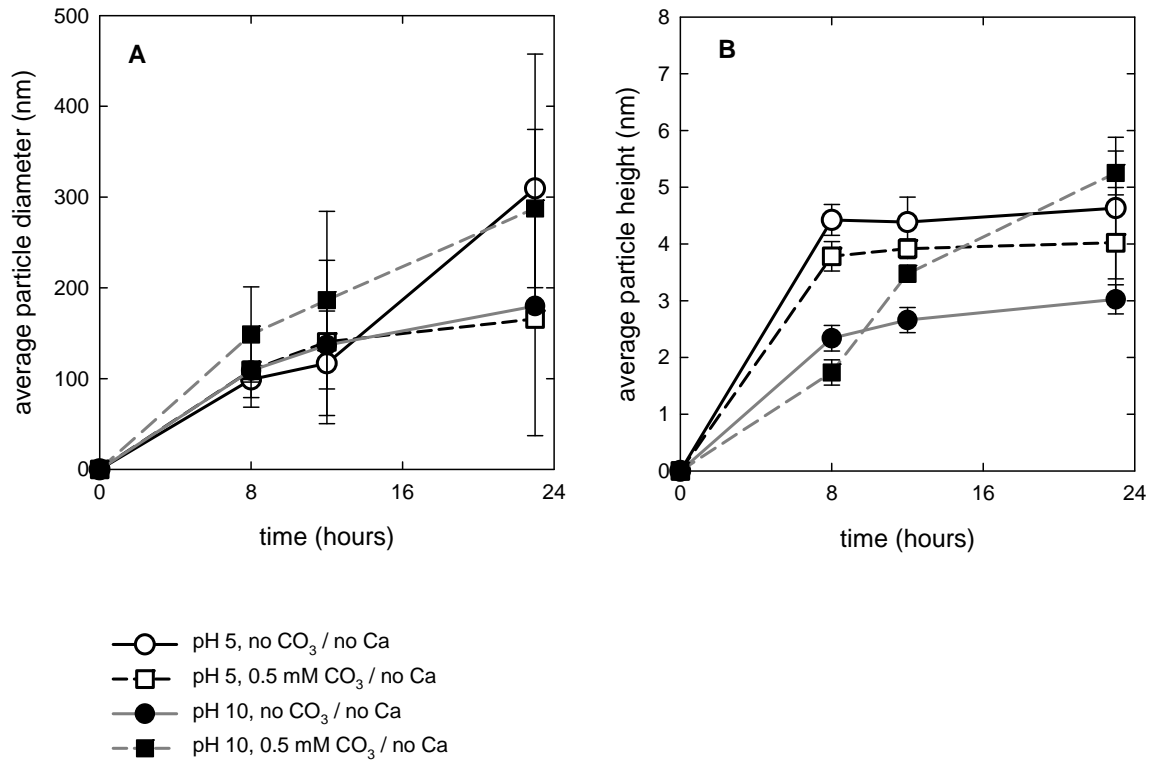 A
average particle diameter (nm)
500
400
300
200
100
0
0 8 16 24
time (hours)
B
average particle height (nm)
8
7
6
5
4
3
2
1
0
0 8 16 24
time (hours)
pH 5, no CO₃ / no Ca
pH 5, 0.5 mM CO₃ / no Ca
pH 10, no CO₃ / no Ca
pH 10, 0.5 mM CO₃ / no Ca